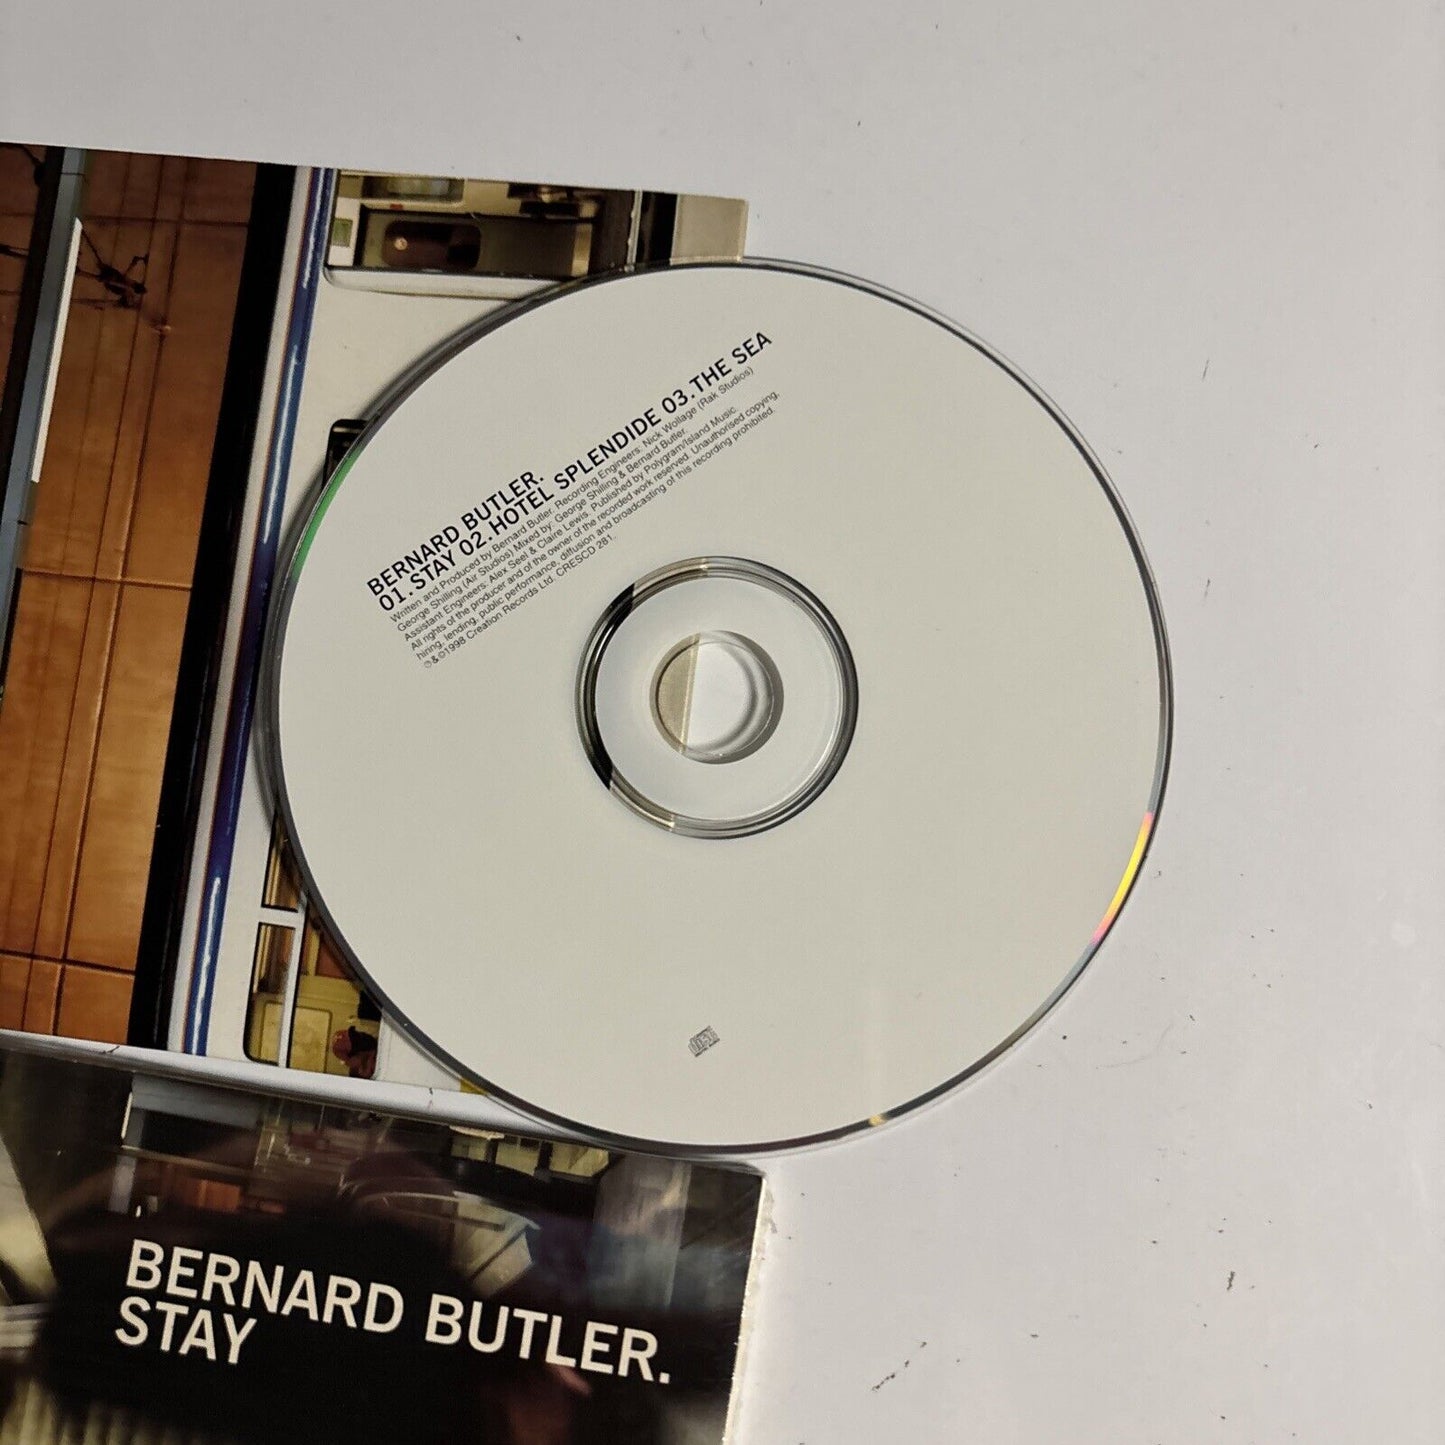 BERNARD BUTLER.
01.STAY 02.HOTEL SPLENDIDE 03.THE SEA
Written and Produced by Bernard Butler. Recording Engineers: Nick Wollage (Rak Studios)
George Shilling (Air Studios) Mixed by: George Shilling & Bernard Butler.
Assistant Engineers: Alex Seel & Claire Lewis. Published by Polygram/Island Music.
All rights of the producer and of the owner of the recorded work reserved. Unauthorised copying,
hiring, lending, public performance, diffusion and broadcasting of this recording prohibited.
℗&©1998 Creation Records Ltd. CRESCD 281.
BERNARD BUTLER.
STAY